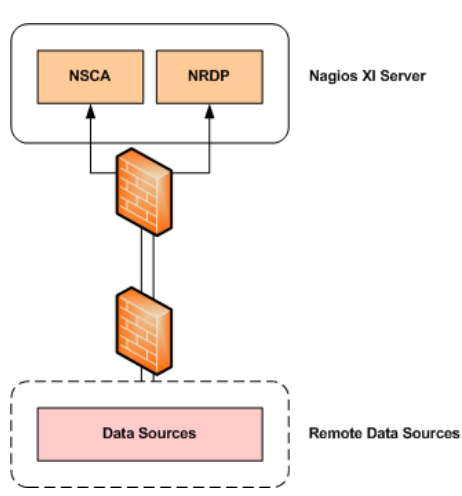 NSCA
NRDP
Nagios XI Server
Data Sources
Remote Data Sources